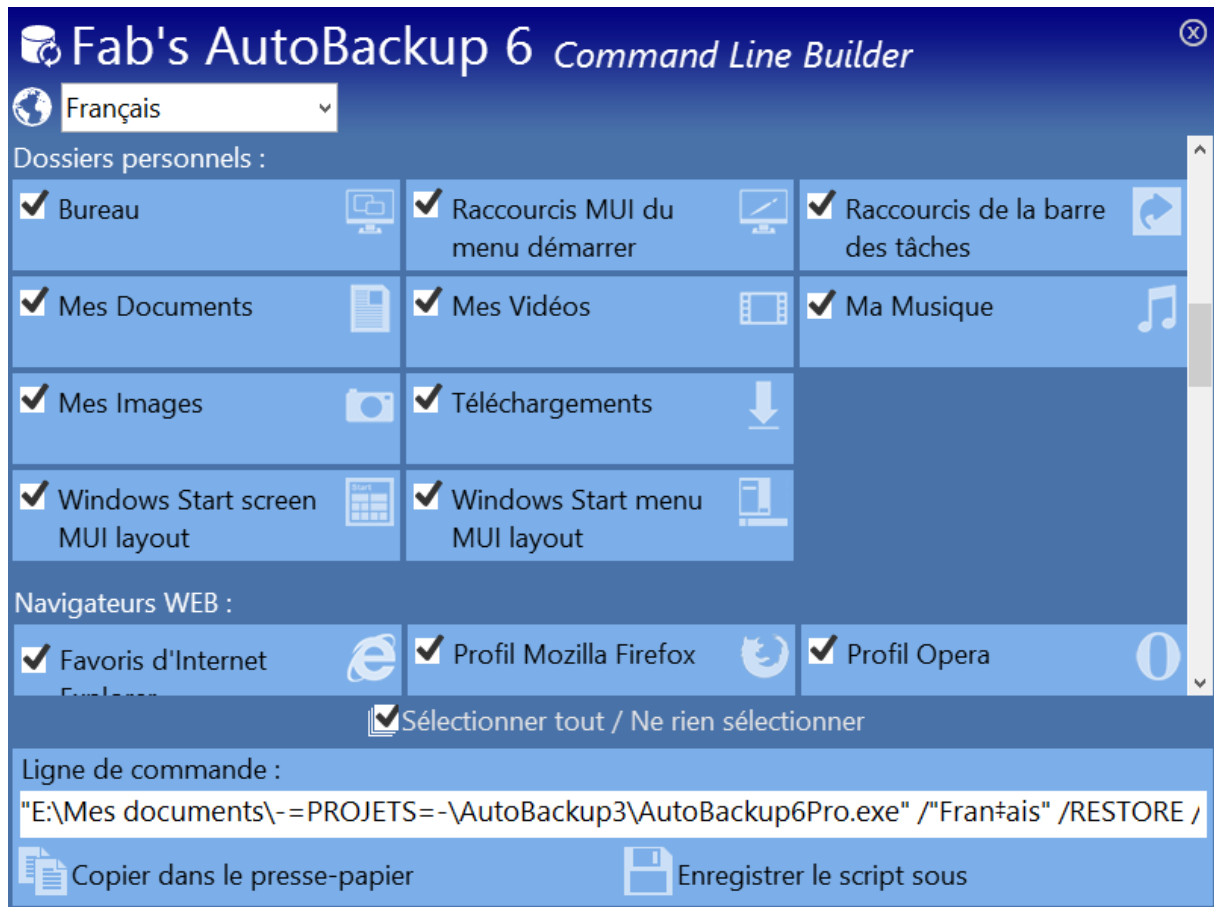 Fab's AutoBackup 6 Command Line Builder
Français
Dossiers personnels :
Bureau
Raccourcis MUI du
menu démarrer
Raccourcis de la barre
des tâches
Mes Documents
Mes Vidéos
Ma Musique
Mes Images
Téléchargements
Windows Start screen
MUI layout
Start
Windows Start menu
MUI layout
Navigateurs WEB :
Favoris d'Internet
Explorer
Profil Mozilla Firefox
Profil Opera
Sélectionner tout / Ne rien sélectionner
Ligne de commande :
"E:\Mes documents\-=PROJETS=-\AutoBackup3\AutoBackup6Pro.exe" /"Fran‡ais" /RESTORE /
Copier dans le presse-papier
Enregistrer le script sous